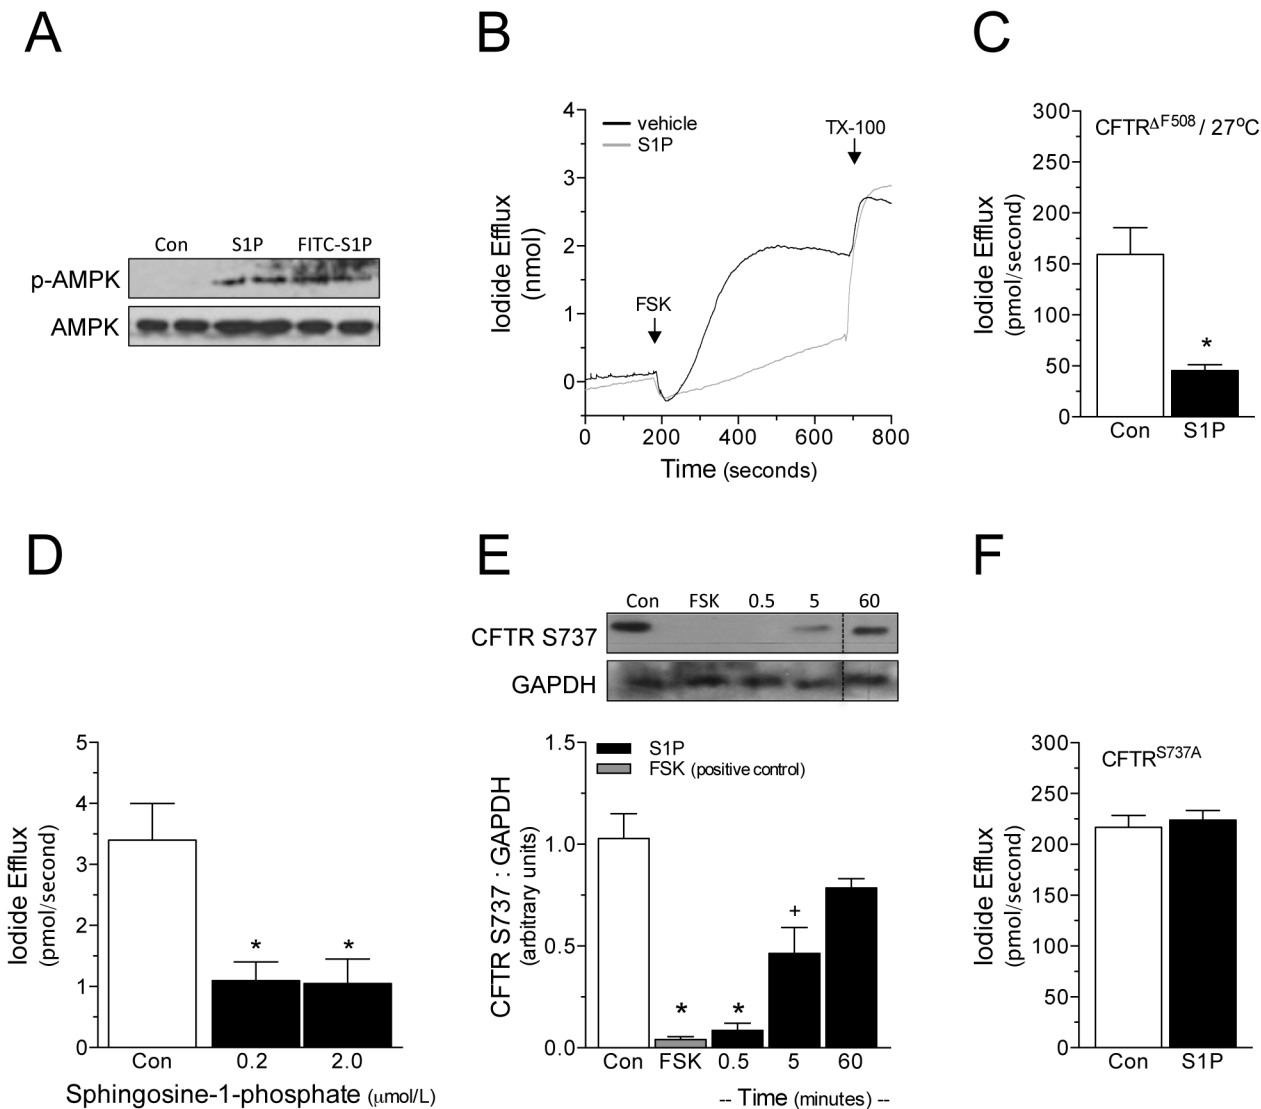 A
Con S1P FITC-S1P
p-AMPK
AMPK
B
4
3
2
1
0
Iodide Efflux
(nmol)
vehicle
S1P
FSK
TX-100
0 200 400 600 800
Time (seconds)
C
300
250
200
150
100
50
0
Iodide Efflux
(pmol/second)
CFTRΔF508 / 27°C
*
Con S1P
D
5
4
3
2
1
0
Iodide Efflux
(pmol/second)
* *
Con 0.2 2.0
Sphingosine-1-phosphate (μmol/L)
E
Con FSK 0.5 5 60
CFTR S737
GAPDH
1.5
1.0
0.5
0.0
CFTR S737 : GAPDH
(arbitrary units)
S1P
FSK (positive control)
* * +
Con FSK 0.5 5 60
-- Time (minutes) --
F
300
250
200
150
100
50
0
Iodide Efflux
(pmol/second)
CFTRS737A
Con S1P